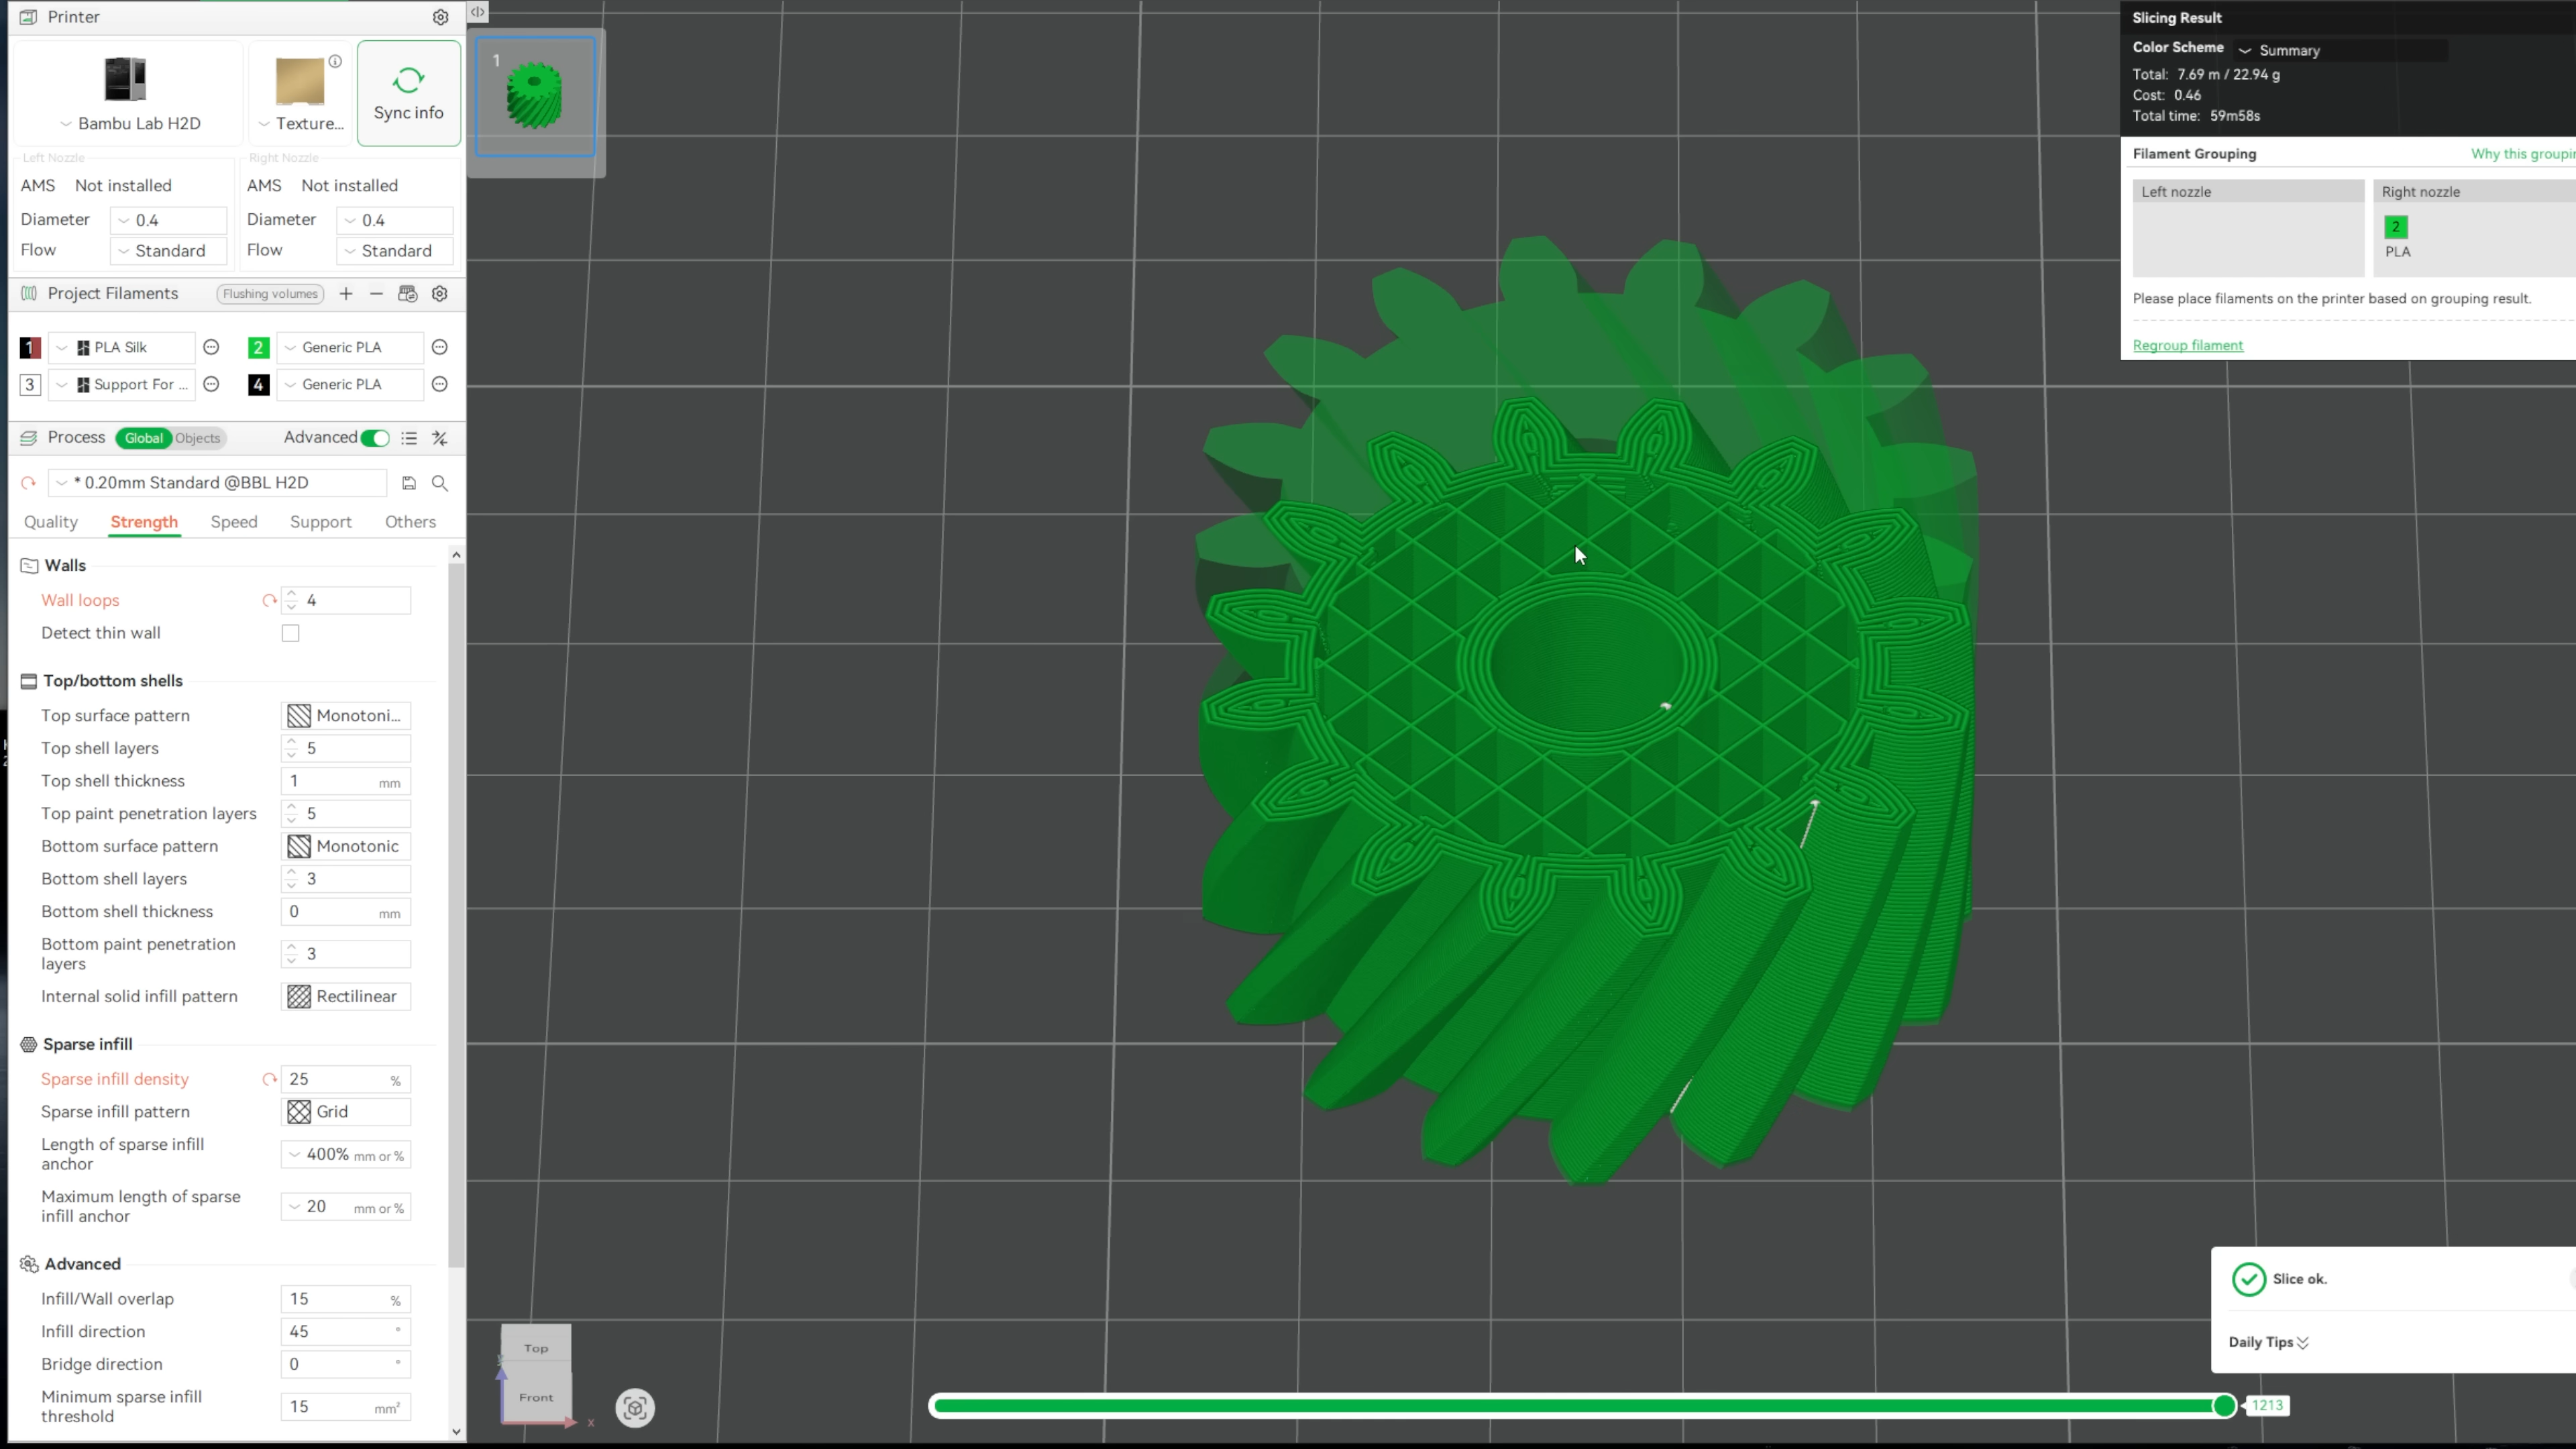 Printer
Bambu Lab H2D
Texture...
Sync info
Left Nozzle
Right Nozzle
AMS Not installed
AMS Not installed
Diameter 0.4
Diameter 0.4
Flow Standard
Flow Standard
Project Filaments Flushing volumes
1 PLA Silk
2 Generic PLA
3 Support For ...
4 Generic PLA
Process Global Objects Advanced
* 0.20mm Standard @BBL H2D
Quality Strength Speed Support Others
Walls
Wall loops 4
Detect thin wall
Top/bottom shells
Top surface pattern Monotoni...
Top shell layers 5
Top shell thickness 1 mm
Top paint penetration layers 5
Bottom surface pattern Monotonic
Bottom shell layers 3
Bottom shell thickness 0 mm
Bottom paint penetration
layers 3
Internal solid infill pattern Rectilinear
Sparse infill
Sparse infill density 25 %
Sparse infill pattern Grid
Length of sparse infill
anchor 400% mm or %
Maximum length of sparse
infill anchor 20 mm or %
Advanced
Infill/Wall overlap 15 %
Infill direction 45 °
Bridge direction 0 °
Minimum sparse infill
threshold 15 mm²
1
Top
Front
x
1213
Slicing Result
Color Scheme Summary
Total: 7.69 m / 22.94 g
Cost: 0.46
Total time: 59m58s
Filament Grouping
Left nozzle
Right nozzle
2
PLA
Please place filaments on the printer based on grouping result.
Regroup filament
Slice ok.
Daily Tips